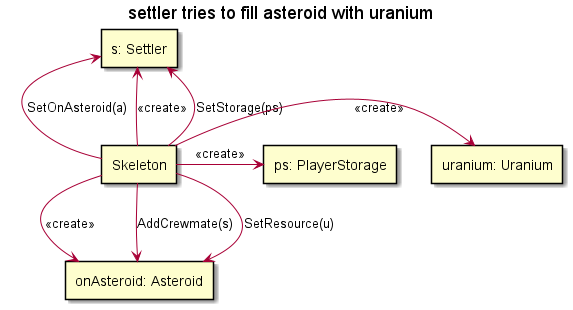 settler tries to fill asteroid with uranium
s: Settler
SetOnAsteroid(a)
«create»
SetStorage(ps)
«create»
«create»
Skeleton
ps: PlayerStorage
uranium: Uranium
«create»
AddCrewmate(s)
SetResource(u)
onAsteroid: Asteroid